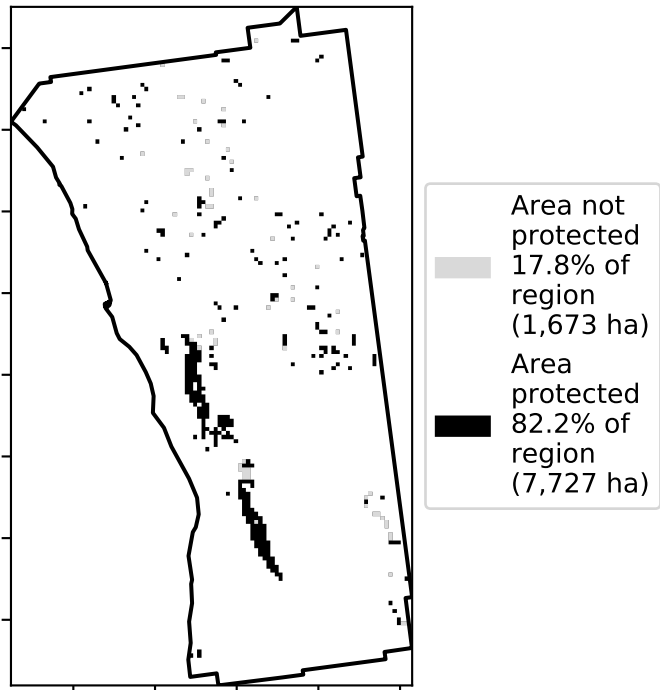 Area not
protected
17.8% of
region
(1,673 ha)
Area
protected
82.2% of
region
(7,727 ha)